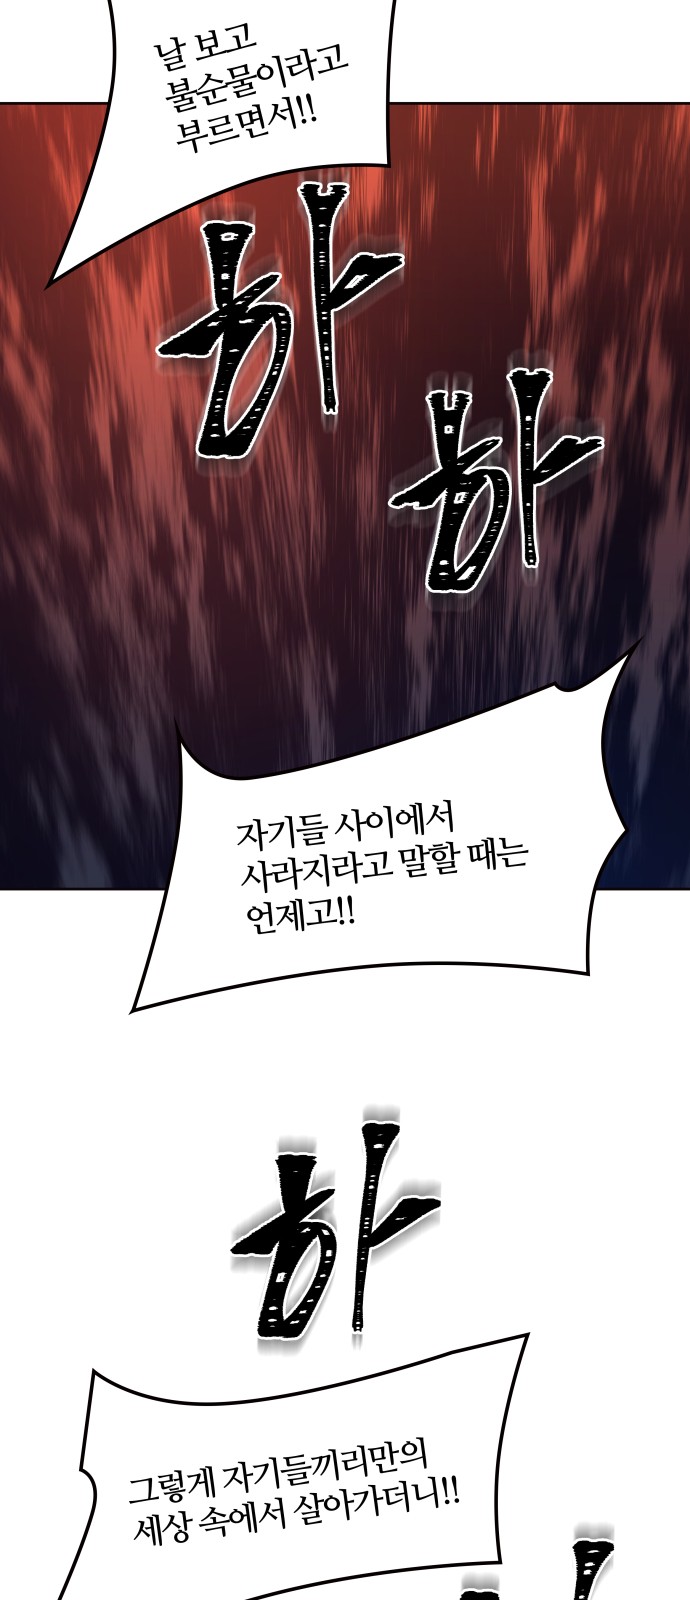 날 보고
불순물이라고
부르면서!!
하
하
자기들 사이에서
사라지라고 말할 때는
언제고!!
하
그렇게 자기들끼리만의
세상 속에서 살아가더니!!